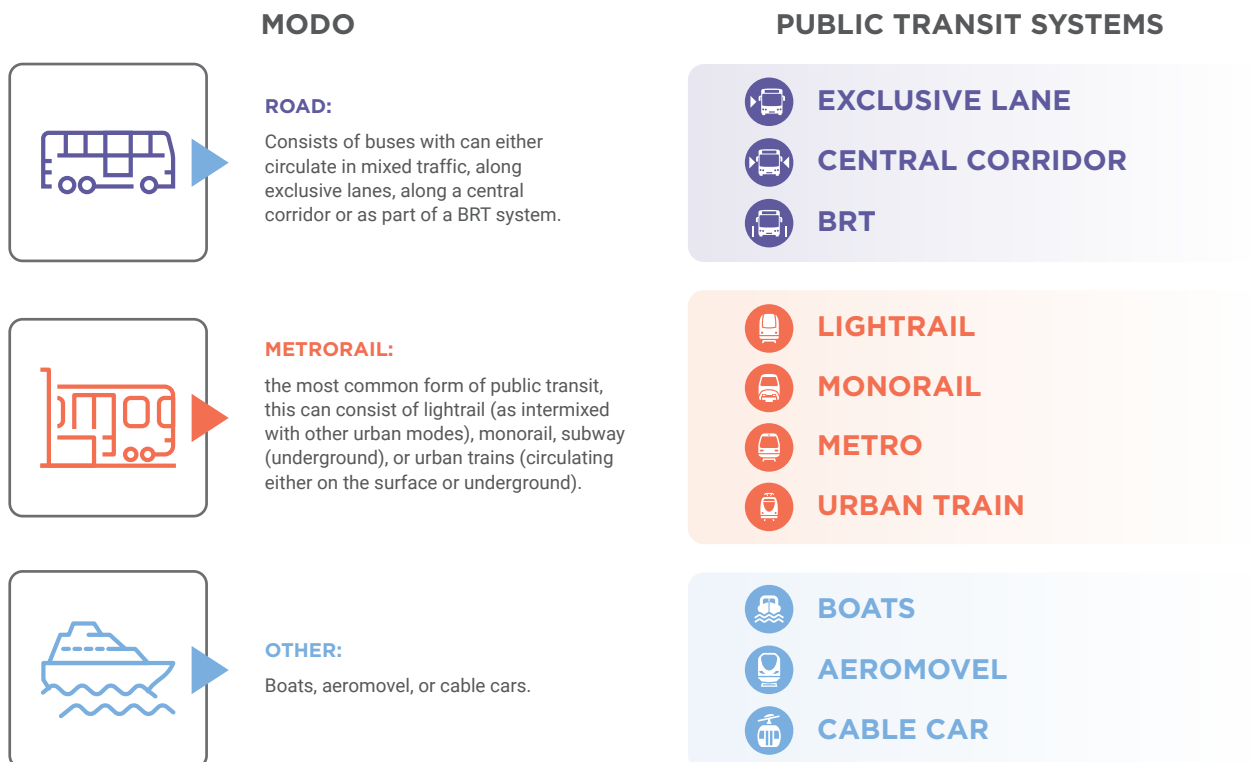 MODO
PUBLIC TRANSIT SYSTEMS
ROAD:
Consists of buses with can either
circulate in mixed traffic, along
exclusive lanes, along a central
corridor or as part of a BRT system.
EXCLUSIVE LANE
CENTRAL CORRIDOR
BRT
METRORAIL:
the most common form of public transit,
this can consist of lightrail (as intermixed
with other urban modes), monorail, subway
(underground), or urban trains (circulating
either on the surface or underground).
LIGHTRAIL
MONORAIL
METRO
URBAN TRAIN
OTHER:
Boats, aeromovel, or cable cars.
BOATS
AEROMOVEL
CABLE CAR